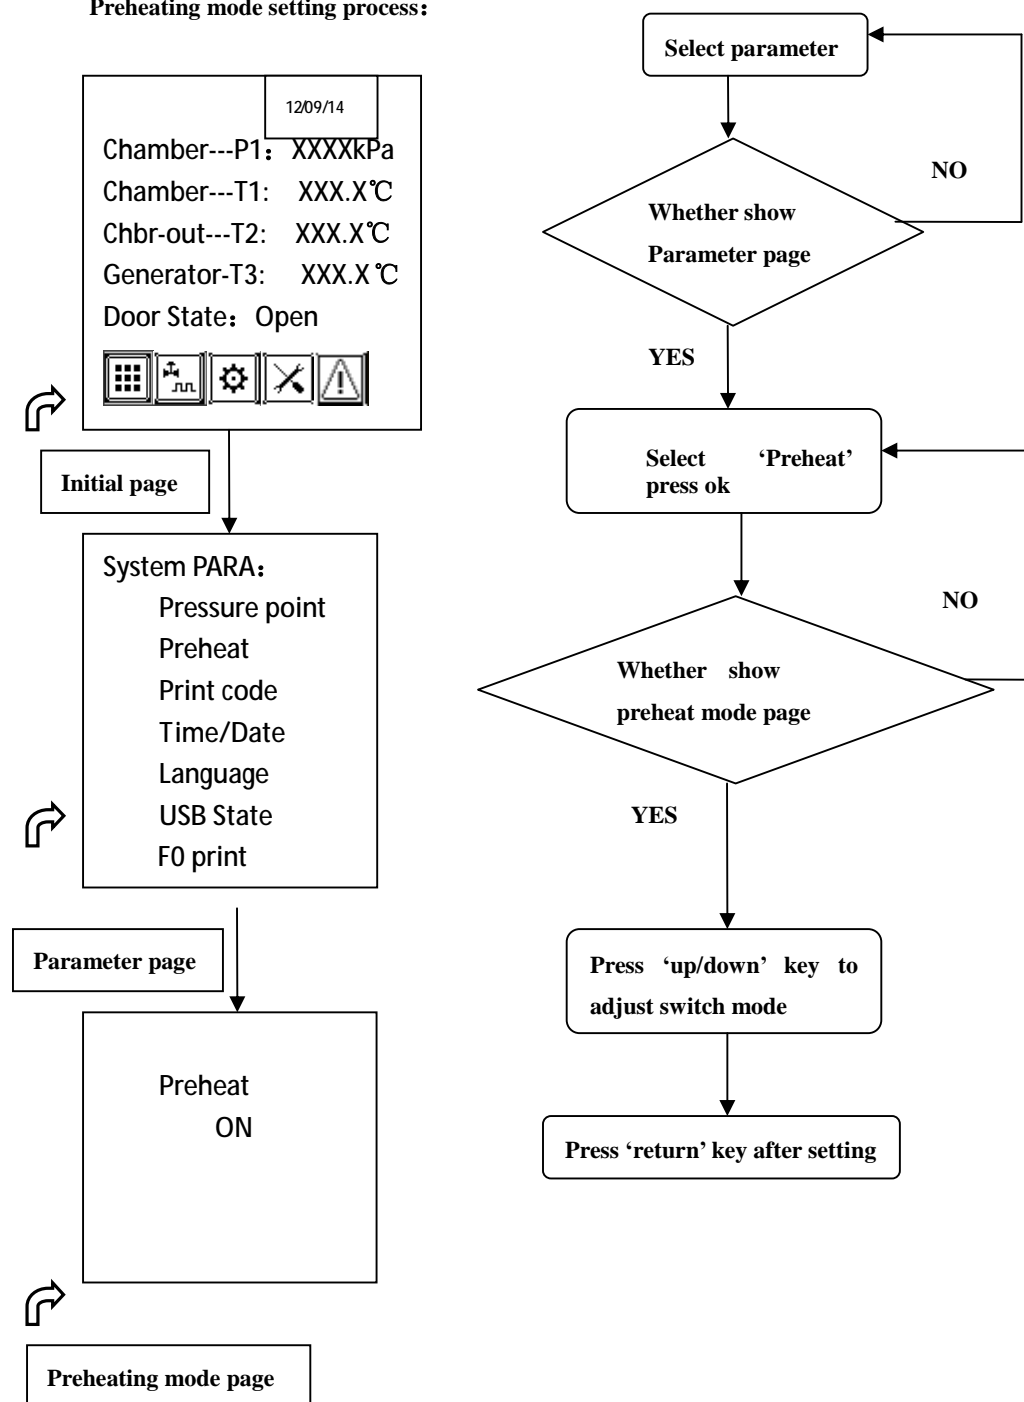 Preheating mode setting process：
12/09/14
Chamber---P1： XXXXkPa
Chamber---T1: XXX.X℃
Chbr-out---T2: XXX.X℃
Generator-T3: XXX.X℃
Door State： Open
Initial page
System PARA：
Pressure point
Preheat
Print code
Time/Date
Language
USB State
F0 print
Parameter page
Preheat
ON
Preheating mode page
Select parameter
NO
Whether show
Parameter page
YES
Select ‘Preheat’
press ok
NO
Whether show
preheat mode page
YES
Press ‘up/down’ key to
adjust switch mode
Press ‘return’ key after setting